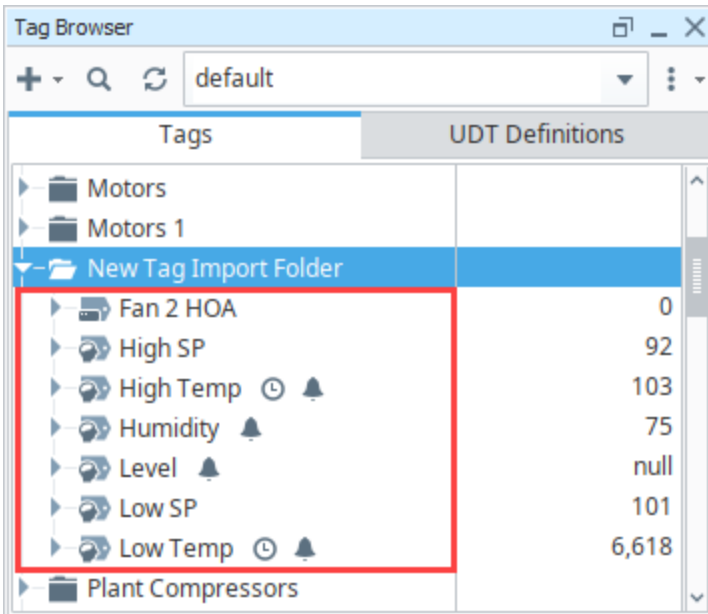 Tag Browser
default
Tags UDT Definitions
Motors
Motors 1
New Tag Import Folder
Fan 2 HOA 0
High SP 92
High Temp 103
Humidity 75
Level null
Low SP 101
Low Temp 6,618
Plant Compressors